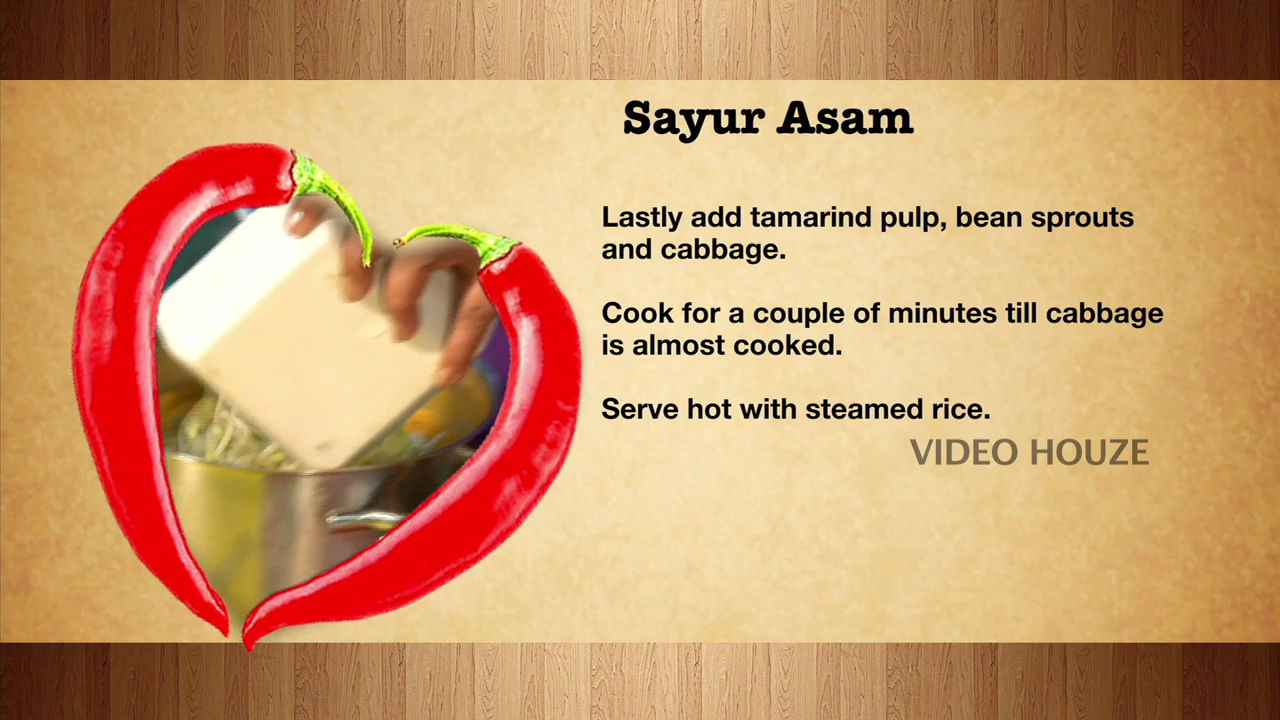 Sayur Asam
Lastly add tamarind pulp, bean sprouts
and cabbage.
Cook for a couple of minutes till cabbage
is almost cooked.
Serve hot with steamed rice.
VIDEO HOUZE